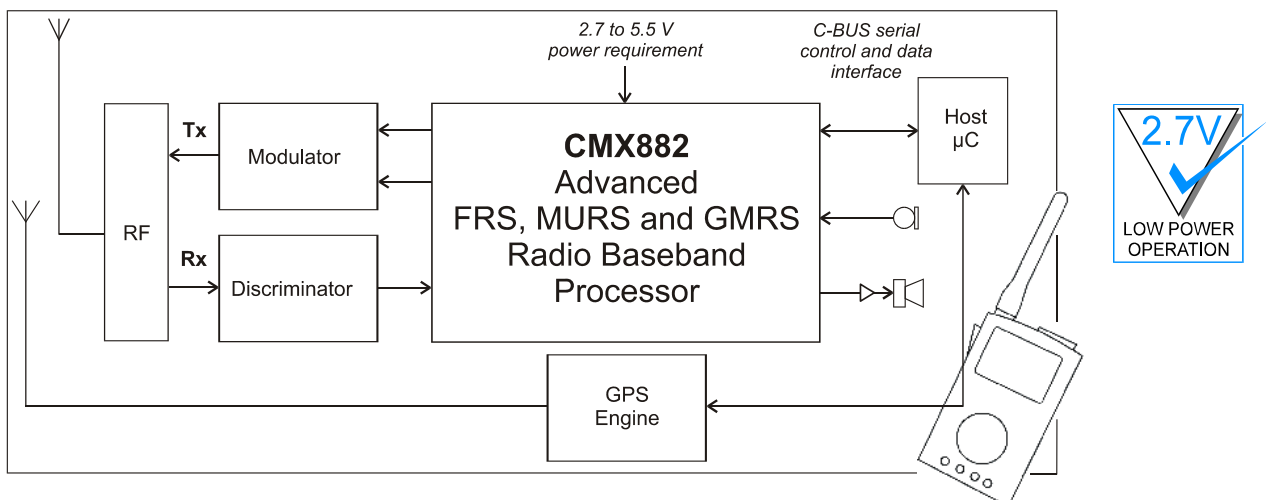 2.7 to 5.5 V
power requirement
C-BUS serial
control and data
interface
Tx
Modulator
CMX882
Advanced
FRS, MURS and GMRS
Radio Baseband
Processor
Host
µC
2.7V
LOW POWER
OPERATION
RF
Rx
Discriminator
GPS
Engine